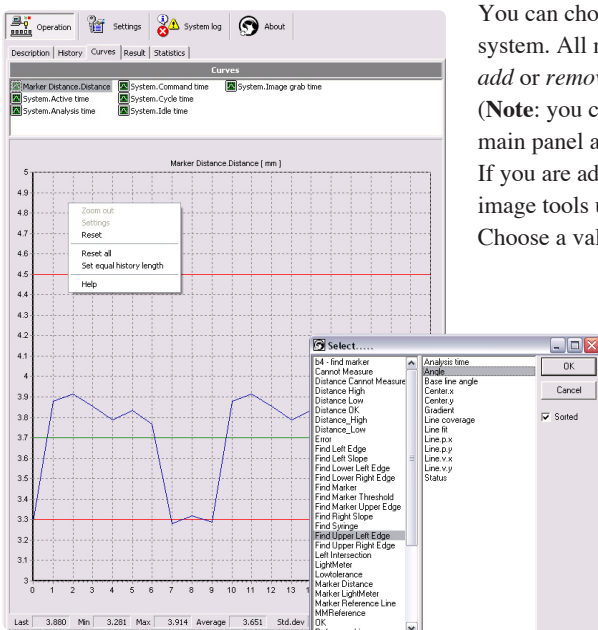 Operation Settings System log About
Description History Curves Result Statistics
Curves
Marker Distance.Distance System.Command time System.Image grab time
System.Active time System.Cycle time
System.Analysis time System.Idle time
Marker Distance.Distance [ mm ]
5
4.9
4.8
4.7
4.6
4.5
4.4
4.3
4.2
4.1
4
3.9
3.8
3.7
3.6
3.5
3.4
3.3
3.2
3.1
3
0 1 2 3 4 5 6 7 8 9 10 11 12 13
Zoom out
Settings
Reset
Reset all
Set equal history length
Help
Last 3.880 Min 3.281 Max 3.914 Average 3.651 Std.dev
You can cho
system. All
add or remo
(Note: you c
main panel a
If you are ad
image tools u
Choose a val
Select.....
b4 - find marker
Cannot Measure
Distance Cannot Measure
Distance High
Distance Low
Distance OK
Distance_High
Distance_Low
Error
Find Left Edge
Find Left Slope
Find Lower Left Edge
Find Lower Right Edge
Find Marker
Find Marker Threshold
Find Marker Upper Edge
Find Right Slope
Find Syringe
Find Upper Left Edge
Find Upper Right Edge
Left Intersection
LightMeter
Lowtolerance
Marker Distance
Marker LightMeter
Marker Reference Line
MMReference
OK
Analysis time
Angle
Base line angle
Center.x
Center.y
Gradient
Line coverage
Line fit
Line.p.x
Line.p.y
Line.v.x
Line.v.y
Status
OK
Cancel
Sorted